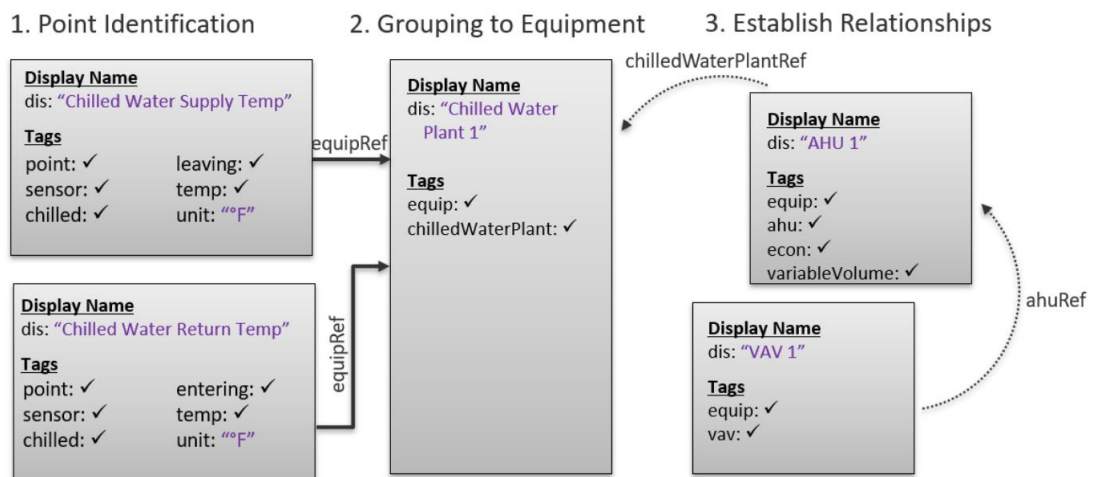 1. Point Identification
Display Name
dis: “Chilled Water Supply Temp”
Tags
point: ✓ leaving: ✓
sensor: ✓ temp: ✓
chilled: ✓ unit: “°F”
equipRef
Display Name
dis: “Chilled Water Return Temp”
Tags
point: ✓ entering: ✓
sensor: ✓ temp: ✓
chilled: ✓ unit: “°F”
equipRef
2. Grouping to Equipment
Display Name
dis: “Chilled Water
Plant 1”
Tags
equip: ✓
chilledWaterPlant: ✓
3. Establish Relationships
chilledWaterPlantRef
Display Name
dis: “AHU 1”
Tags
equip: ✓
ahu: ✓
econ: ✓
variableVolume: ✓
ahuRef
Display Name
dis: “VAV 1”
Tags
equip: ✓
vav: ✓